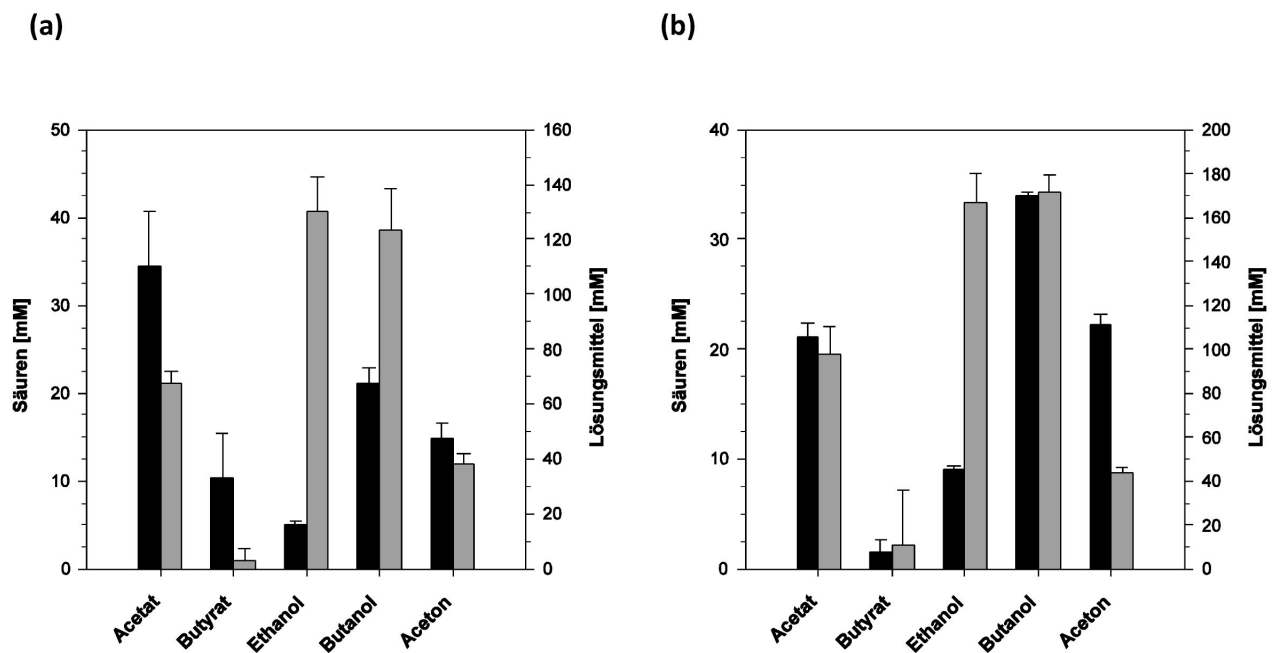 (a)
(b)
50
40
30
20
10
0
Säuren [mM]
160
140
120
100
80
60
40
20
0
Lösungsmittel [mM]
Acetat
Butyrat
Ethanol
Butanol
Aceton
40
30
20
10
0
Säuren [mM]
200
180
160
140
120
100
80
60
40
20
0
Lösungsmittel [mM]
Acetat
Butyrat
Ethanol
Butanol
Aceton